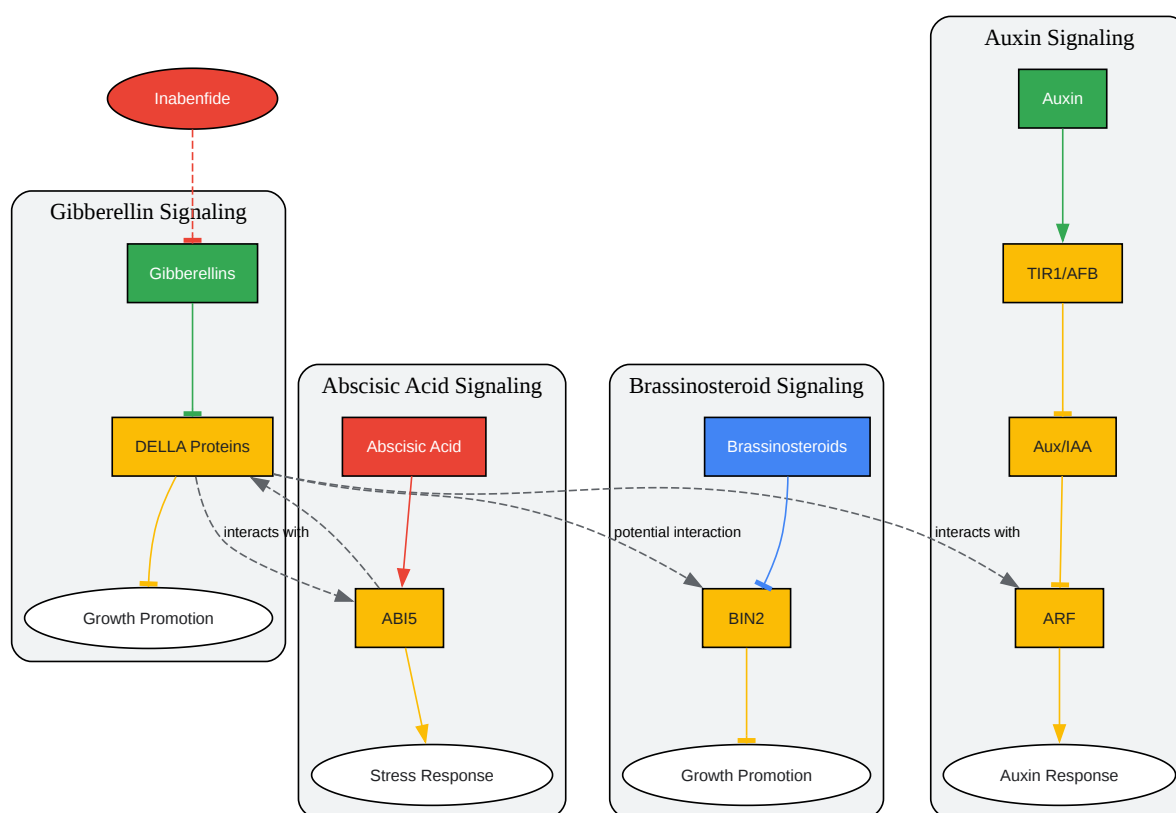 Auxin Signaling
Inabenfide
Auxin
Gibberellin Signaling
Gibberellins
TIR1/AFB
Abscisic Acid Signaling
Brassinosteroid Signaling
DELLA Proteins
Abscisic Acid
Brassinosteroids
Aux/IAA
interacts with
potential interaction
interacts with
Growth Promotion
ABI5
BIN2
ARF
Stress Response
Growth Promotion
Auxin Response